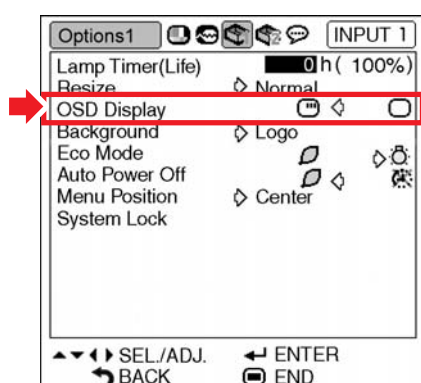 Options1 INPUT 1
Lamp Timer(Life) 0 h ( 100%)
Resize Normal
OSD Display
Background Logo
Eco Mode
Auto Power Off
Menu Position Center
System Lock
SEL./ADJ. ENTER
BACK END